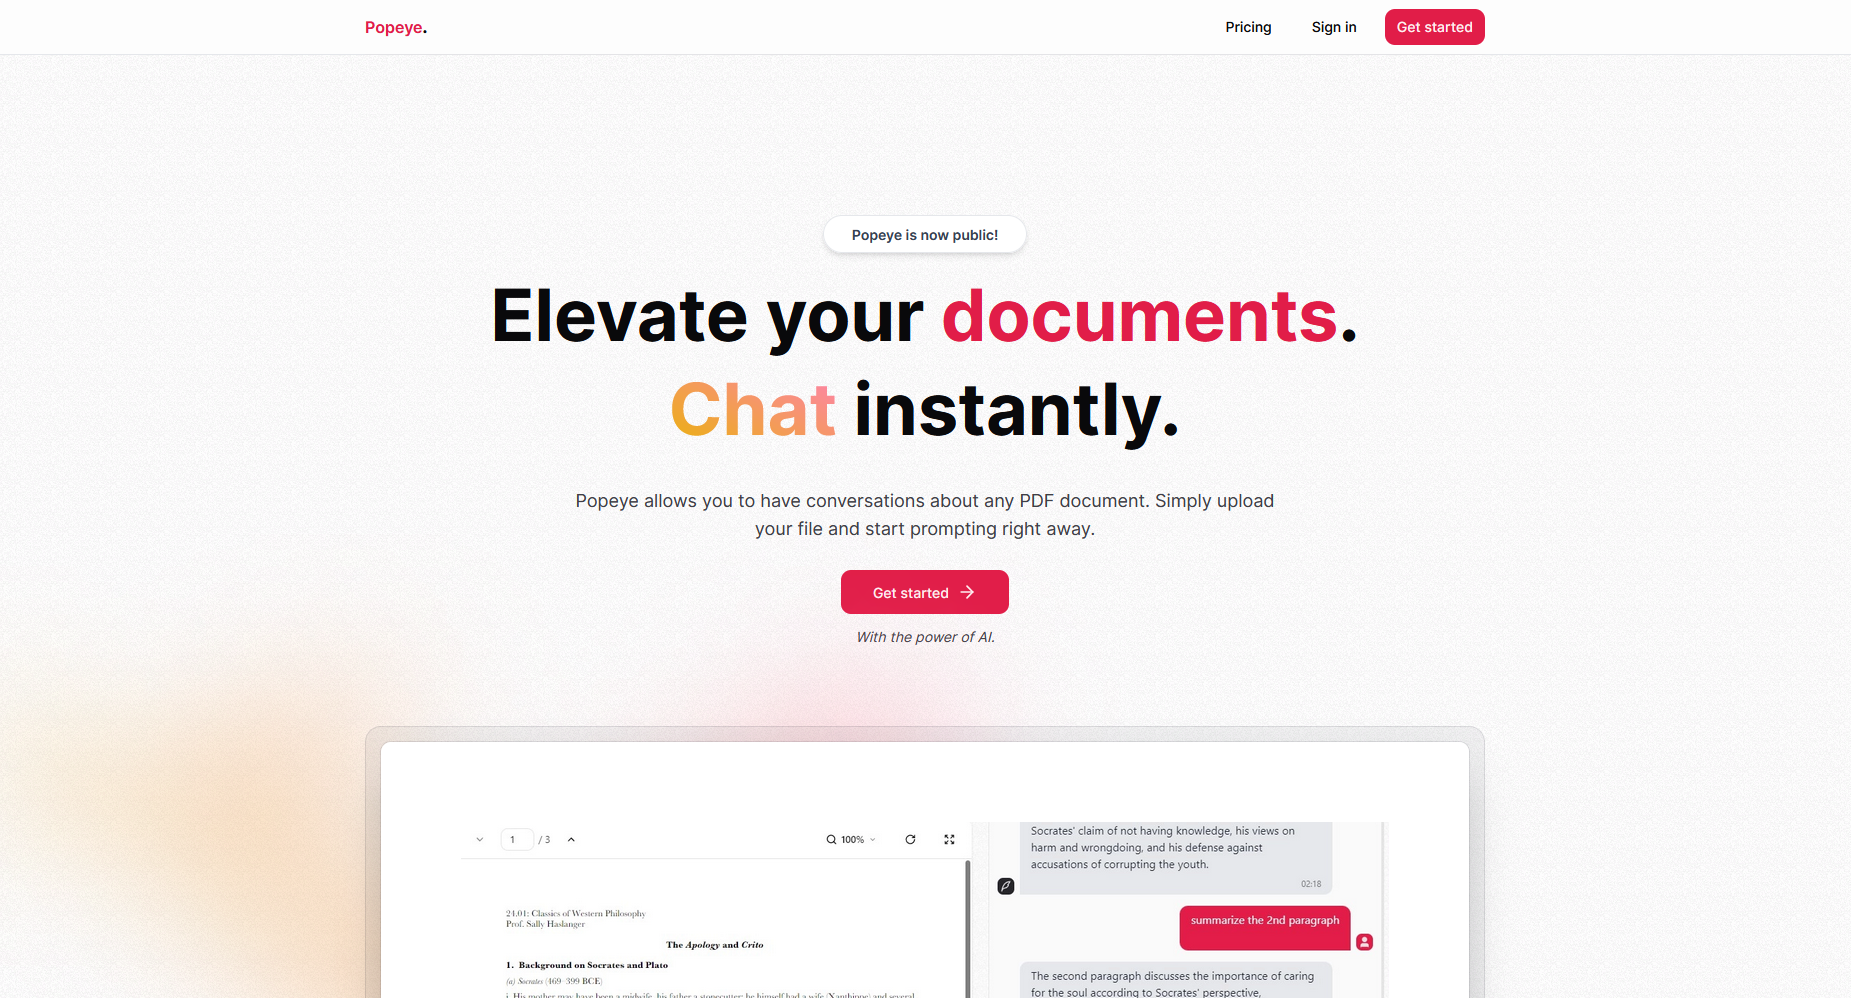 Popeye.
Pricing
Sign in
Get started
Popeye is now public!
Elevate your documents.
Chat instantly.
Popeye allows you to have conversations about any PDF document. Simply upload
your file and start prompting right away.
Get started
With the power of AI.
1 / 3
100%
24.01: Classics of Western Philosophy
Prof. Sally Haslanger
The Apology and Crito
1. Background on Socrates and Plato
(a) Socrates (469–399 BCE)
i. His mother may have been a midwife, his father a stonecutter; he himself had a wife (Xanthippe) and several
Socrates' claim of not having knowledge, his views on
harm and wrongdoing, and his defense against
accusations of corrupting the youth.
02:18
summarize the 2nd paragraph
The second paragraph discusses the importance of caring
for the soul according to Socrates' perspective,